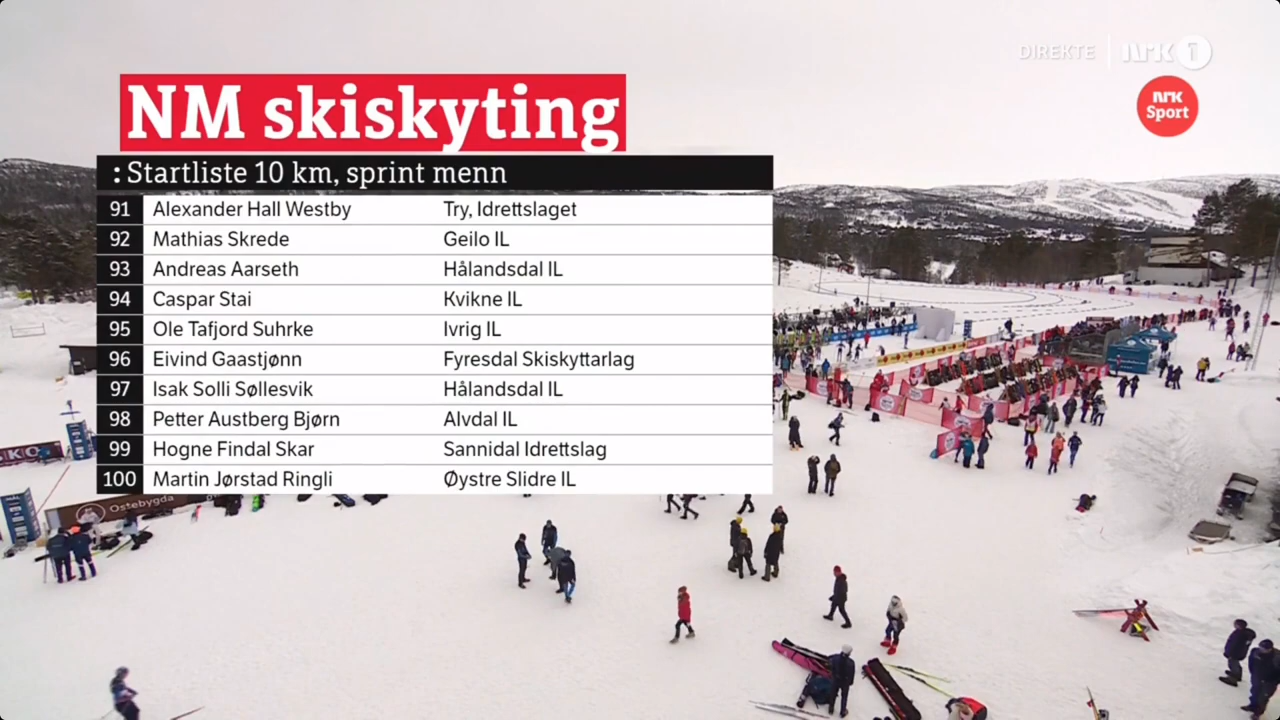 DIREKTE | NRK 1
NRK Sport
NM skiskyting
: Startliste 10 km, sprint menn
91 Alexander Hall Westby Try, Idrettslaget
92 Mathias Skrede Geilo IL
93 Andreas Aarseth Hålandsdal IL
94 Caspar Stai Kvikne IL
95 Ole Tafjord Suhrke Ivrig IL
96 Eivind Gaastjønn Fyresdal Skiskyttarlag
97 Isak Solli Søllesvik Hålandsdal IL
98 Petter Austberg Bjørn Alvdal IL
99 Hogne Findal Skar Sannidal Idrettslag
100 Martin Jørstad Ringli Øystre Slidre IL
Ostebygda